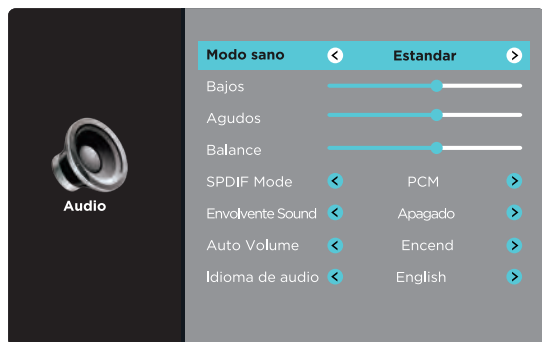 Audio
Modo sano < Estandar >
Bajos
Agudos
Balance
SPDIF Mode < PCM >
Envolvente Sound < Apagado >
Auto Volume < Encend >
Idioma de audio < English >